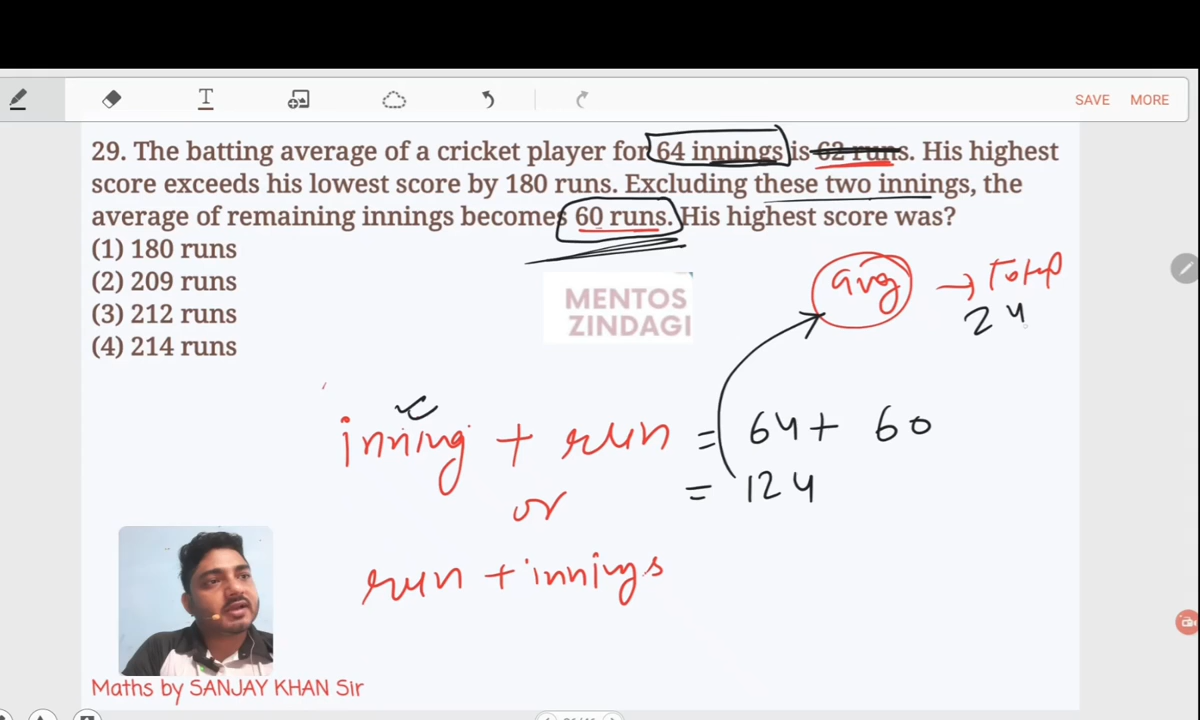 T SAVE MORE
29. The batting average of a cricket player for 64 innings is 62 runs. His highest
score exceeds his lowest score by 180 runs. Excluding these two innings, the
average of remaining innings becomes 60 runs. His highest score was?
(1) 180 runs
(2) 209 runs
(3) 212 runs
(4) 214 runs
MENTOS
ZINDAGI
avg → Total
24
inning + run = 64 + 60
= 124
or
run + innings
Maths by SANJAY KHAN Sir